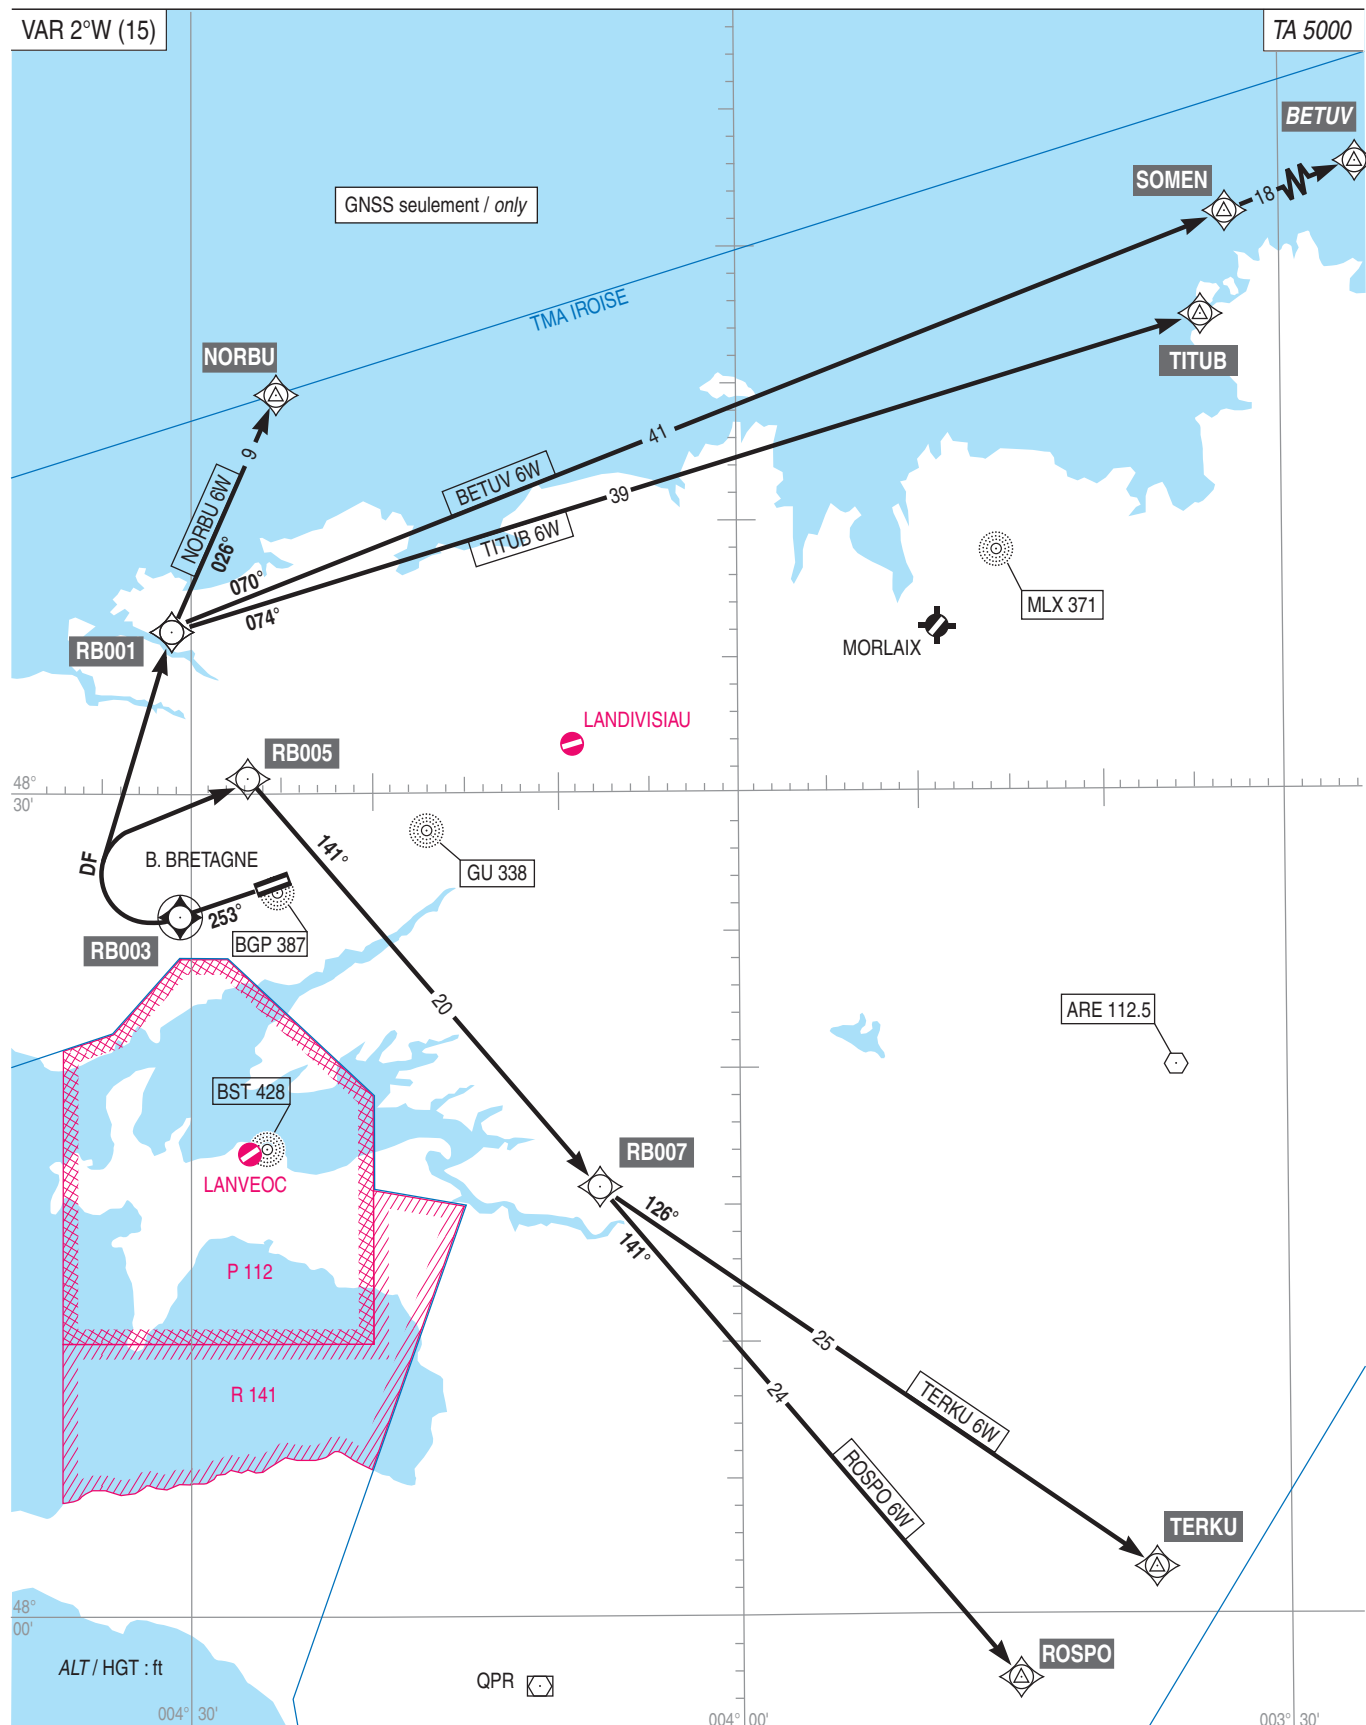 VAR 2°W (15)
TA 5000
BETUV
SOMEN
18
GNSS seulement / only
TMA IROISE
TITUB
NORBU
9
NORBU 6W
026°
41
BETUV 6W
39
TITUB 6W
070°
074°
MLX 371
MORLAIX
RB001
LANDIVISIAU
RB005
48°
30'
141°
DF
B. BRETAGNE
GU 338
253°
RB003
BGP 387
20
ARE 112.5
BST 428
LANVEOC
RB007
126°
141°
P 112
25
R 141
24
TERKU 6W
ROSPO 6W
TERKU
48°
00'
ROSPO
ALT / HGT : ft
QPR
004° 30'
004° 00'
003° 30'